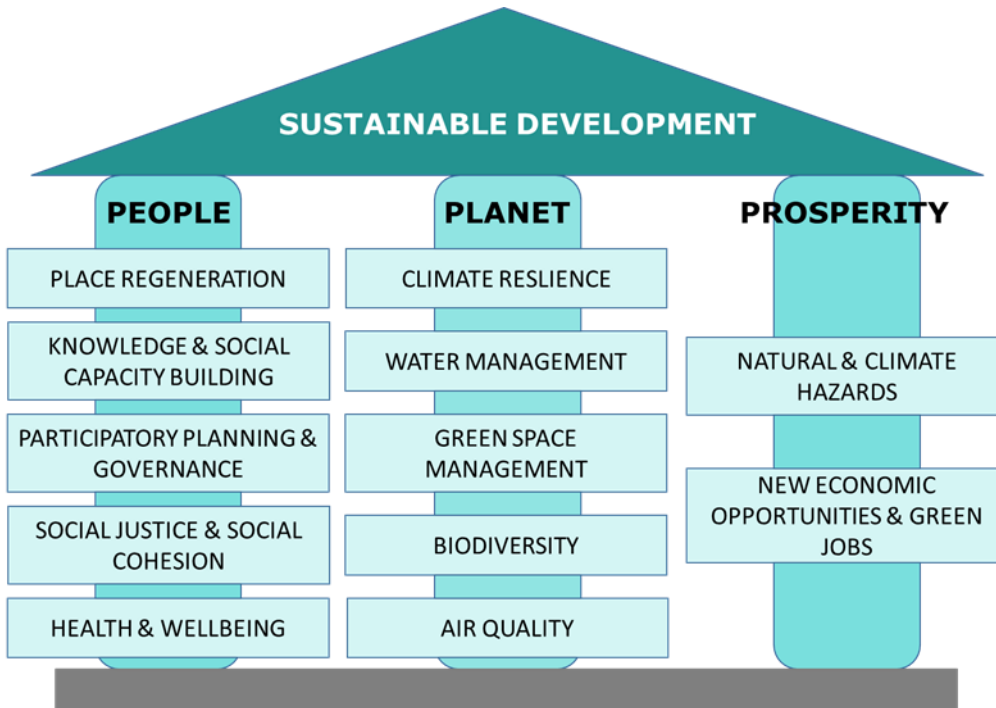 SUSTAINABLE DEVELOPMENT
PEOPLE
PLACE REGENERATION
KNOWLEDGE & SOCIAL
CAPACITY BUILDING
PARTICIPATORY PLANNING &
GOVERNANCE
SOCIAL JUSTICE & SOCIAL
COHESION
HEALTH & WELLBEING
PLANET
CLIMATE RESLIENCE
WATER MANAGEMENT
GREEN SPACE
MANAGEMENT
BIODIVERSITY
AIR QUALITY
PROSPERITY
NATURAL & CLIMATE
HAZARDS
NEW ECONOMIC
OPPORTUNITIES & GREEN
JOBS